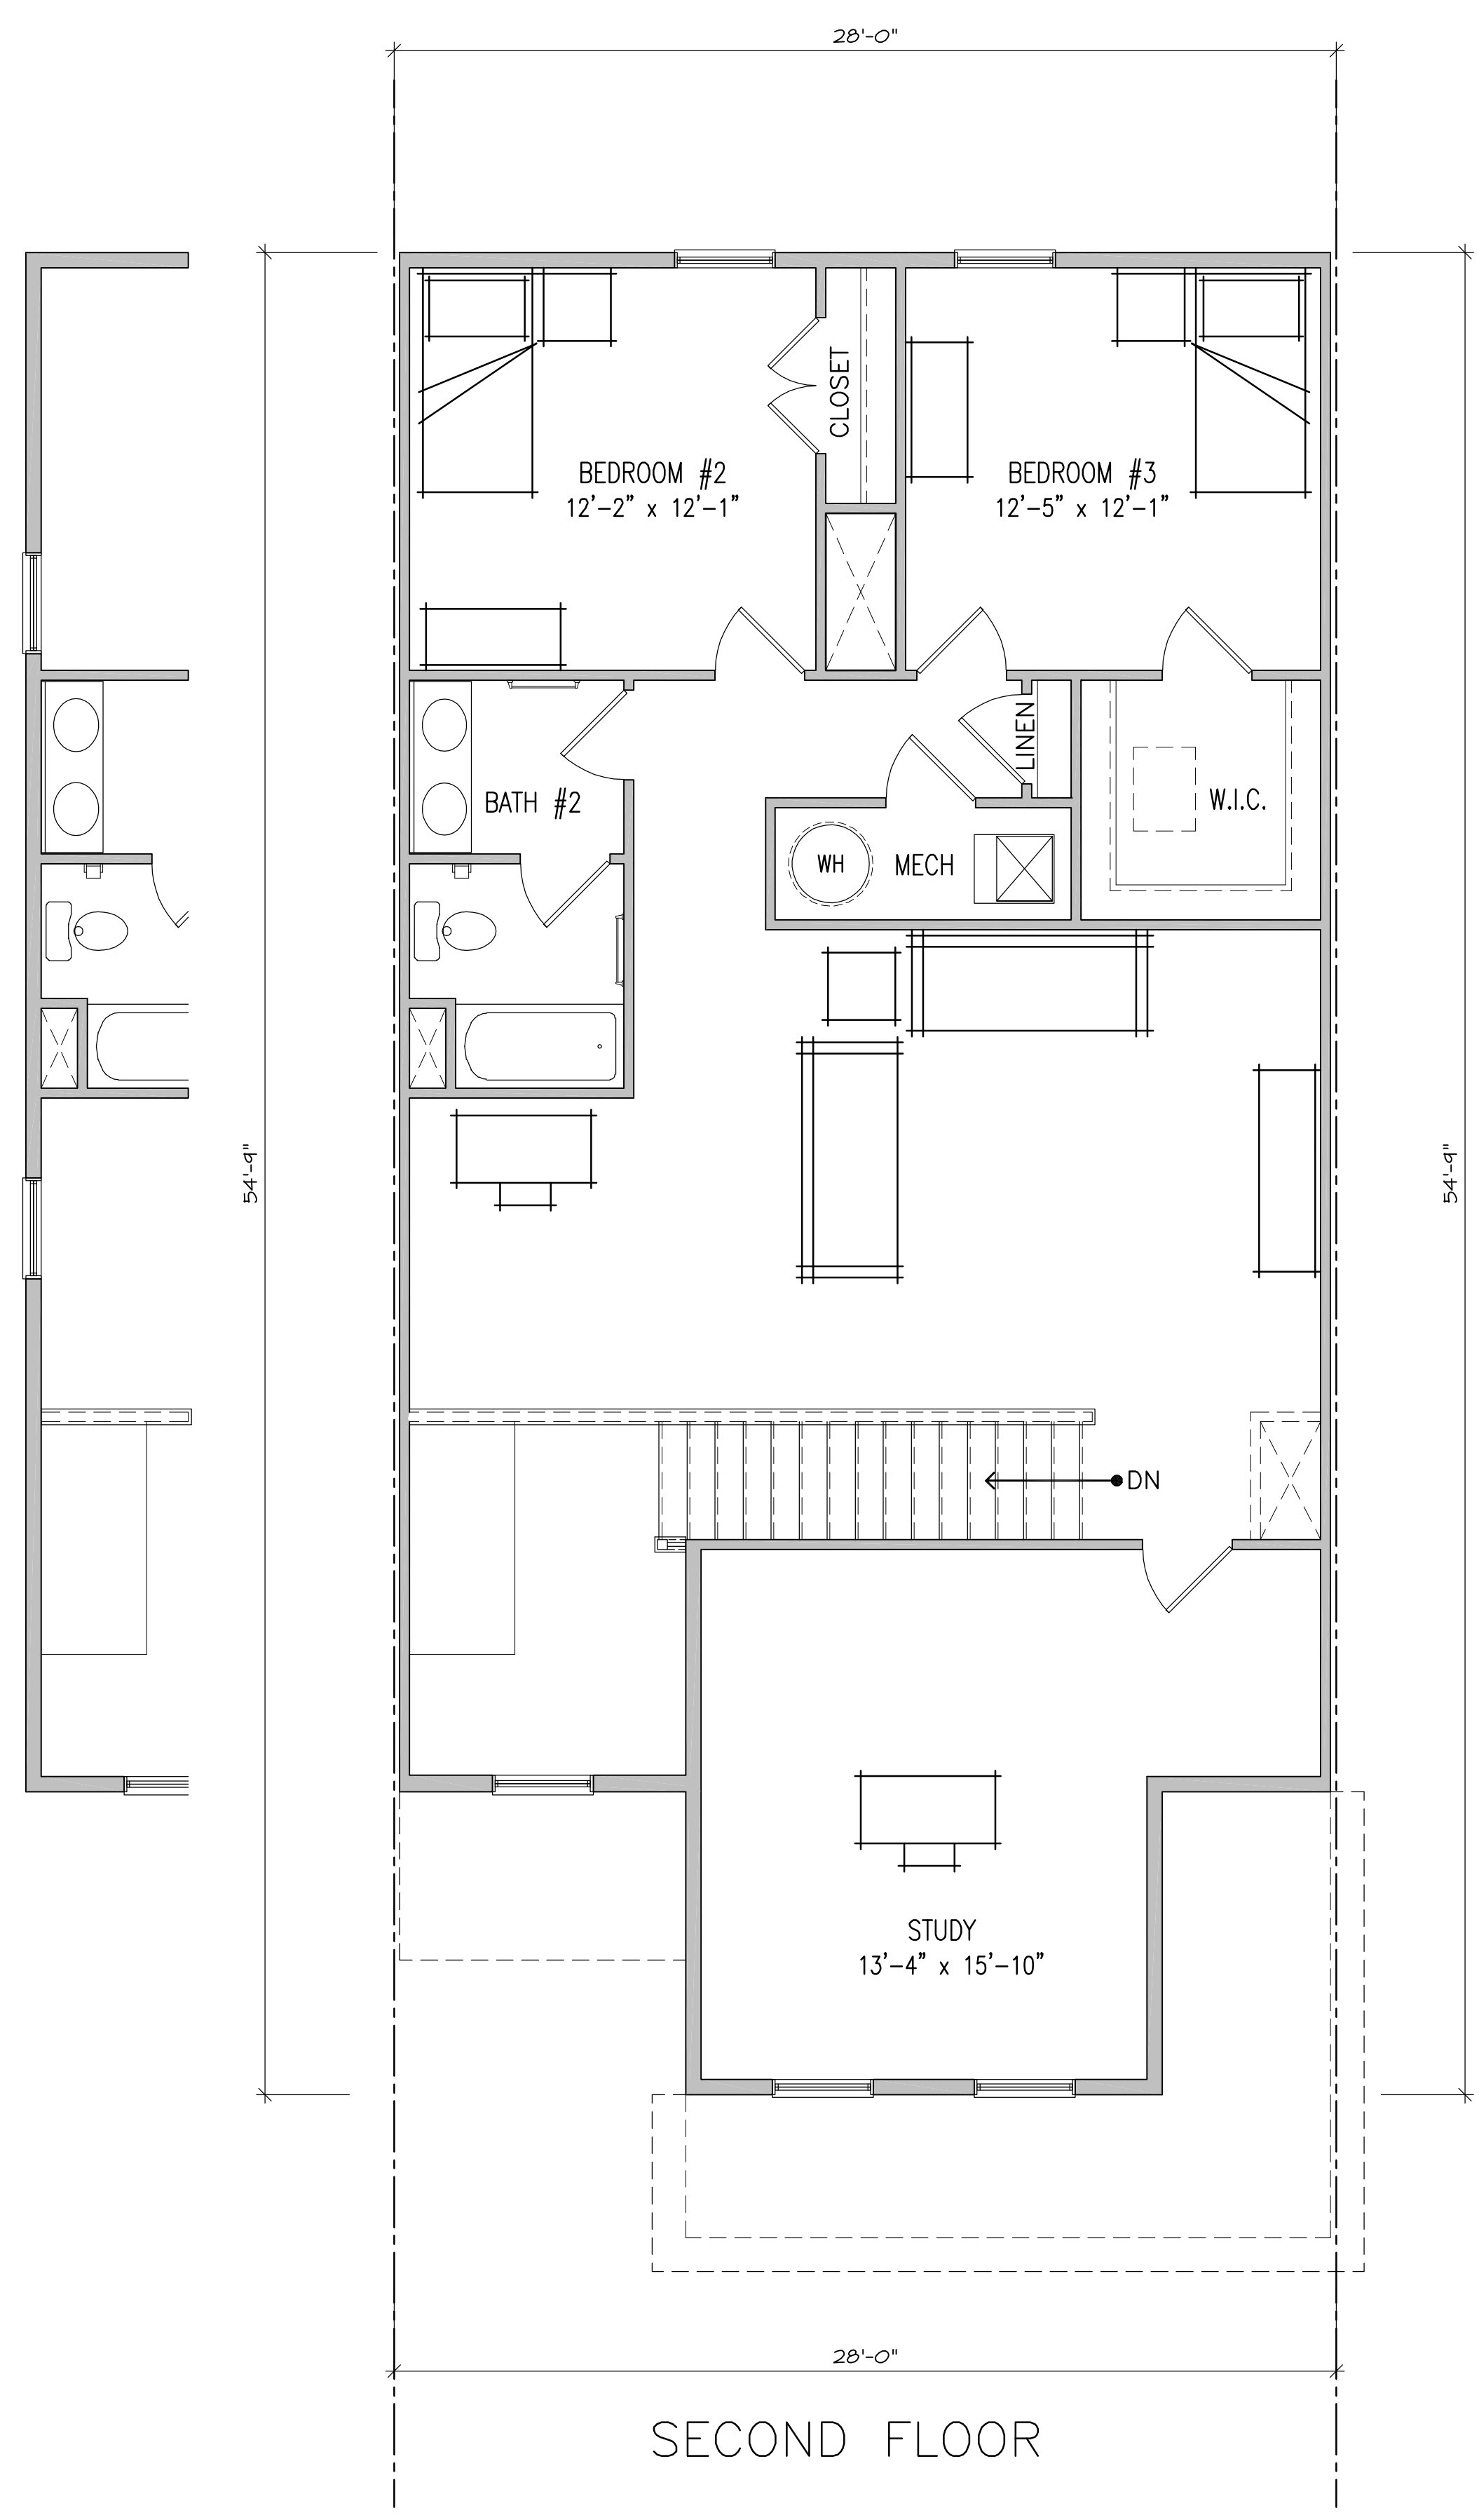 28'-0"
CLOSET
BEDROOM #2
12'-2" x 12'-1"
BEDROOM #3
12'-5" x 12'-1"
LINEN
BATH #2
W.I.C.
WH
MECH
54'-9"
54'-9"
DN
STUDY
13'-4" x 15'-10"
28'-0"
SECOND FLOOR